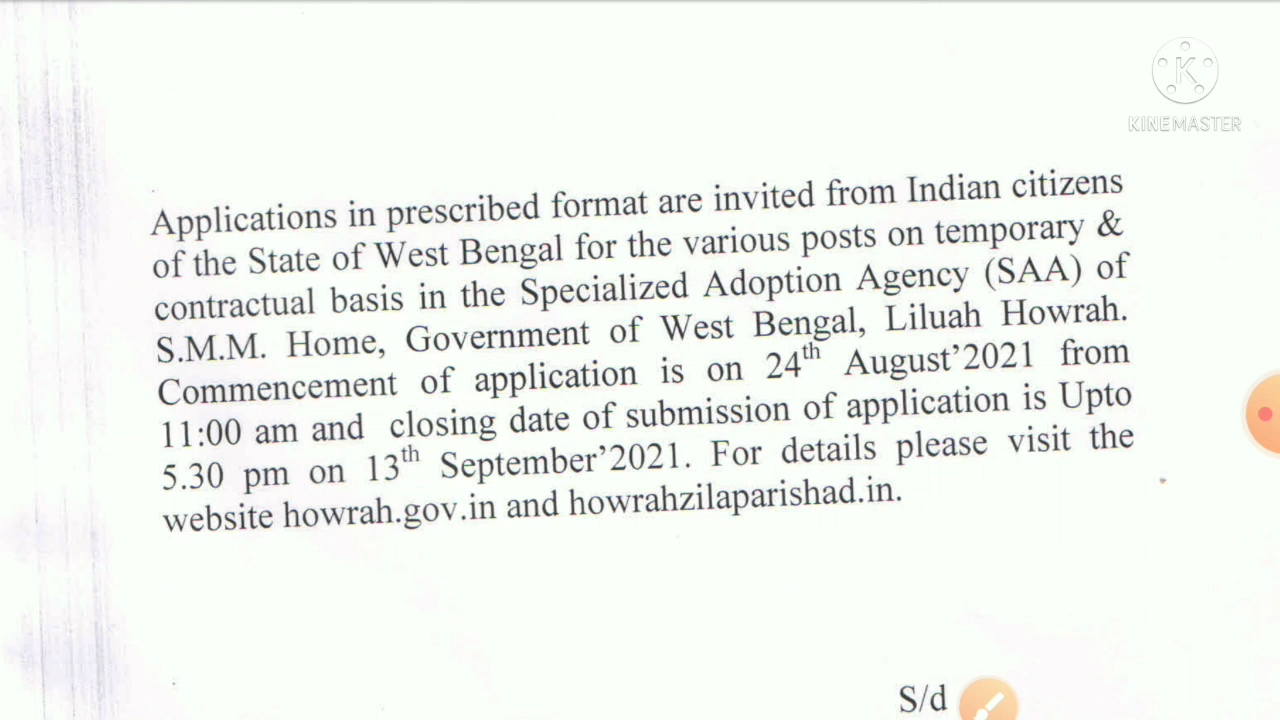 KINEMASTER
Applications in prescribed format are invited from Indian citizens
of the State of West Bengal for the various posts on temporary &
contractual basis in the Specialized Adoption Agency (SAA) of
S.M.M. Home, Government of West Bengal, Liluah Howrah.
Commencement of application is on 24th August'2021 from
11:00 am and closing date of submission of application is Upto
5.30 pm on 13th September'2021. For details please visit the
website howrah.gov.in and howrahzilaparishad.in.
S/d